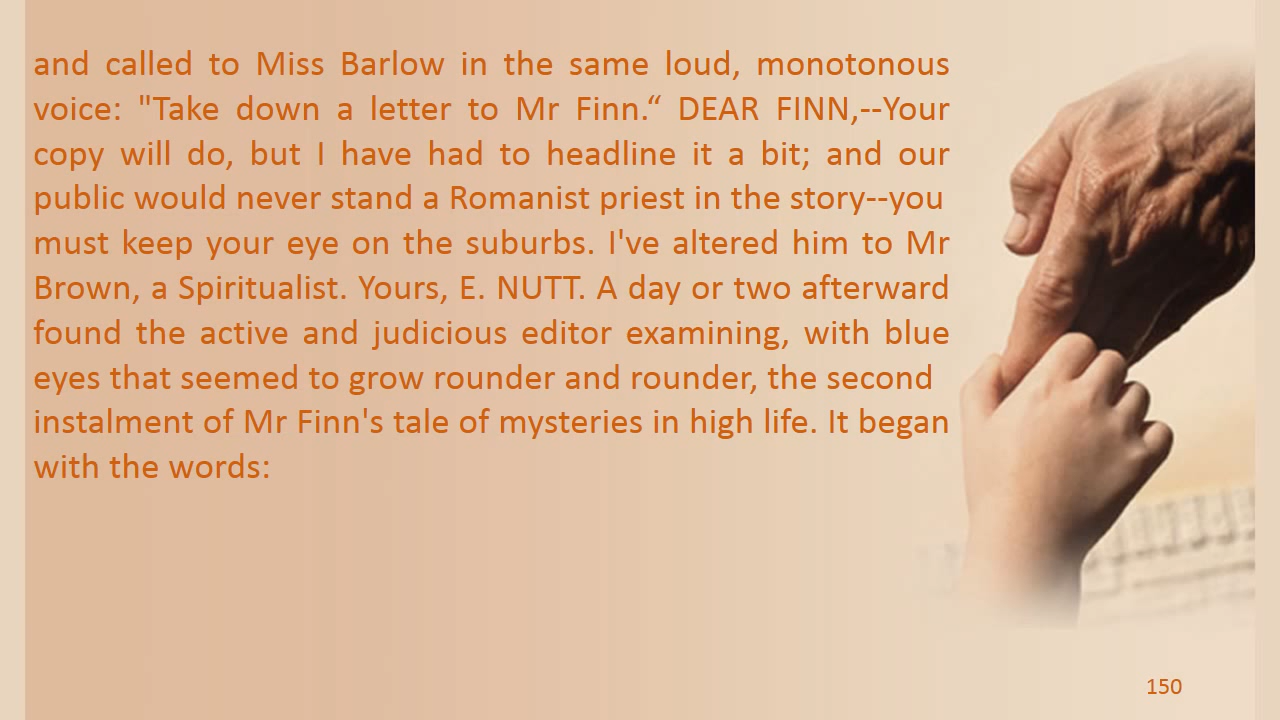 and called to Miss Barlow in the same loud, monotonous
voice: "Take down a letter to Mr Finn.“ DEAR FINN,--Your
copy will do, but I have had to headline it a bit; and our
public would never stand a Romanist priest in the story--you
must keep your eye on the suburbs. I've altered him to Mr
Brown, a Spiritualist. Yours, E. NUTT. A day or two afterward
found the active and judicious editor examining, with blue
eyes that seemed to grow rounder and rounder, the second
instalment of Mr Finn's tale of mysteries in high life. It began
with the words:
150